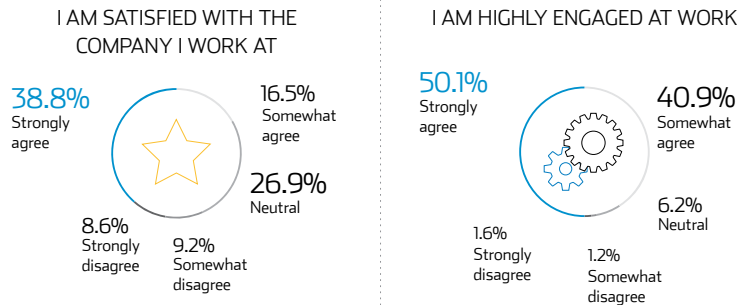 I AM SATISFIED WITH THE
COMPANY I WORK AT
38.8%
Strongly
agree
16.5%
Somewhat
agree
26.9%
Neutral
9.2%
Somewhat
disagree
8.6%
Strongly
disagree
I AM HIGHLY ENGAGED AT WORK
50.1%
Strongly
agree
40.9%
Somewhat
agree
6.2%
Neutral
1.2%
Somewhat
disagree
1.6%
Strongly
disagree